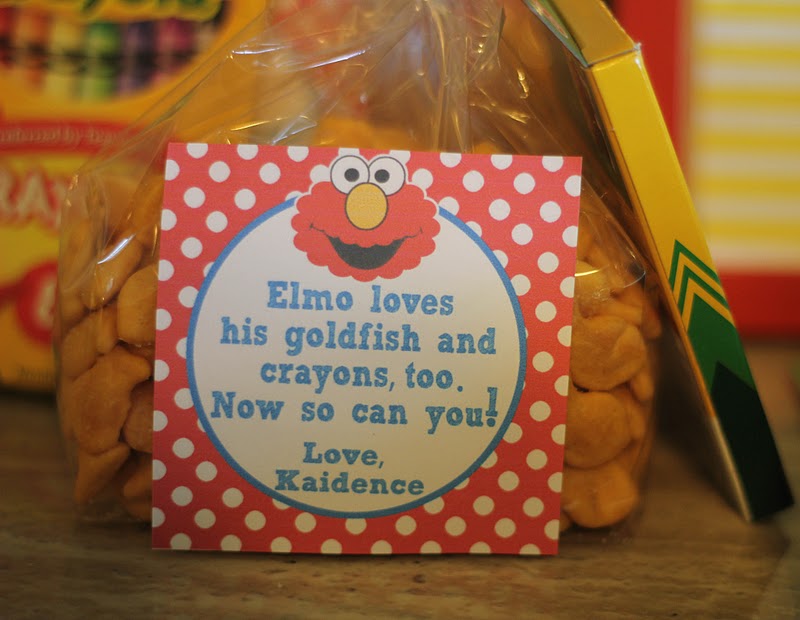 Elmo loves
his goldfish and
crayons, too.
Now so can you!
Love,
Kaidence